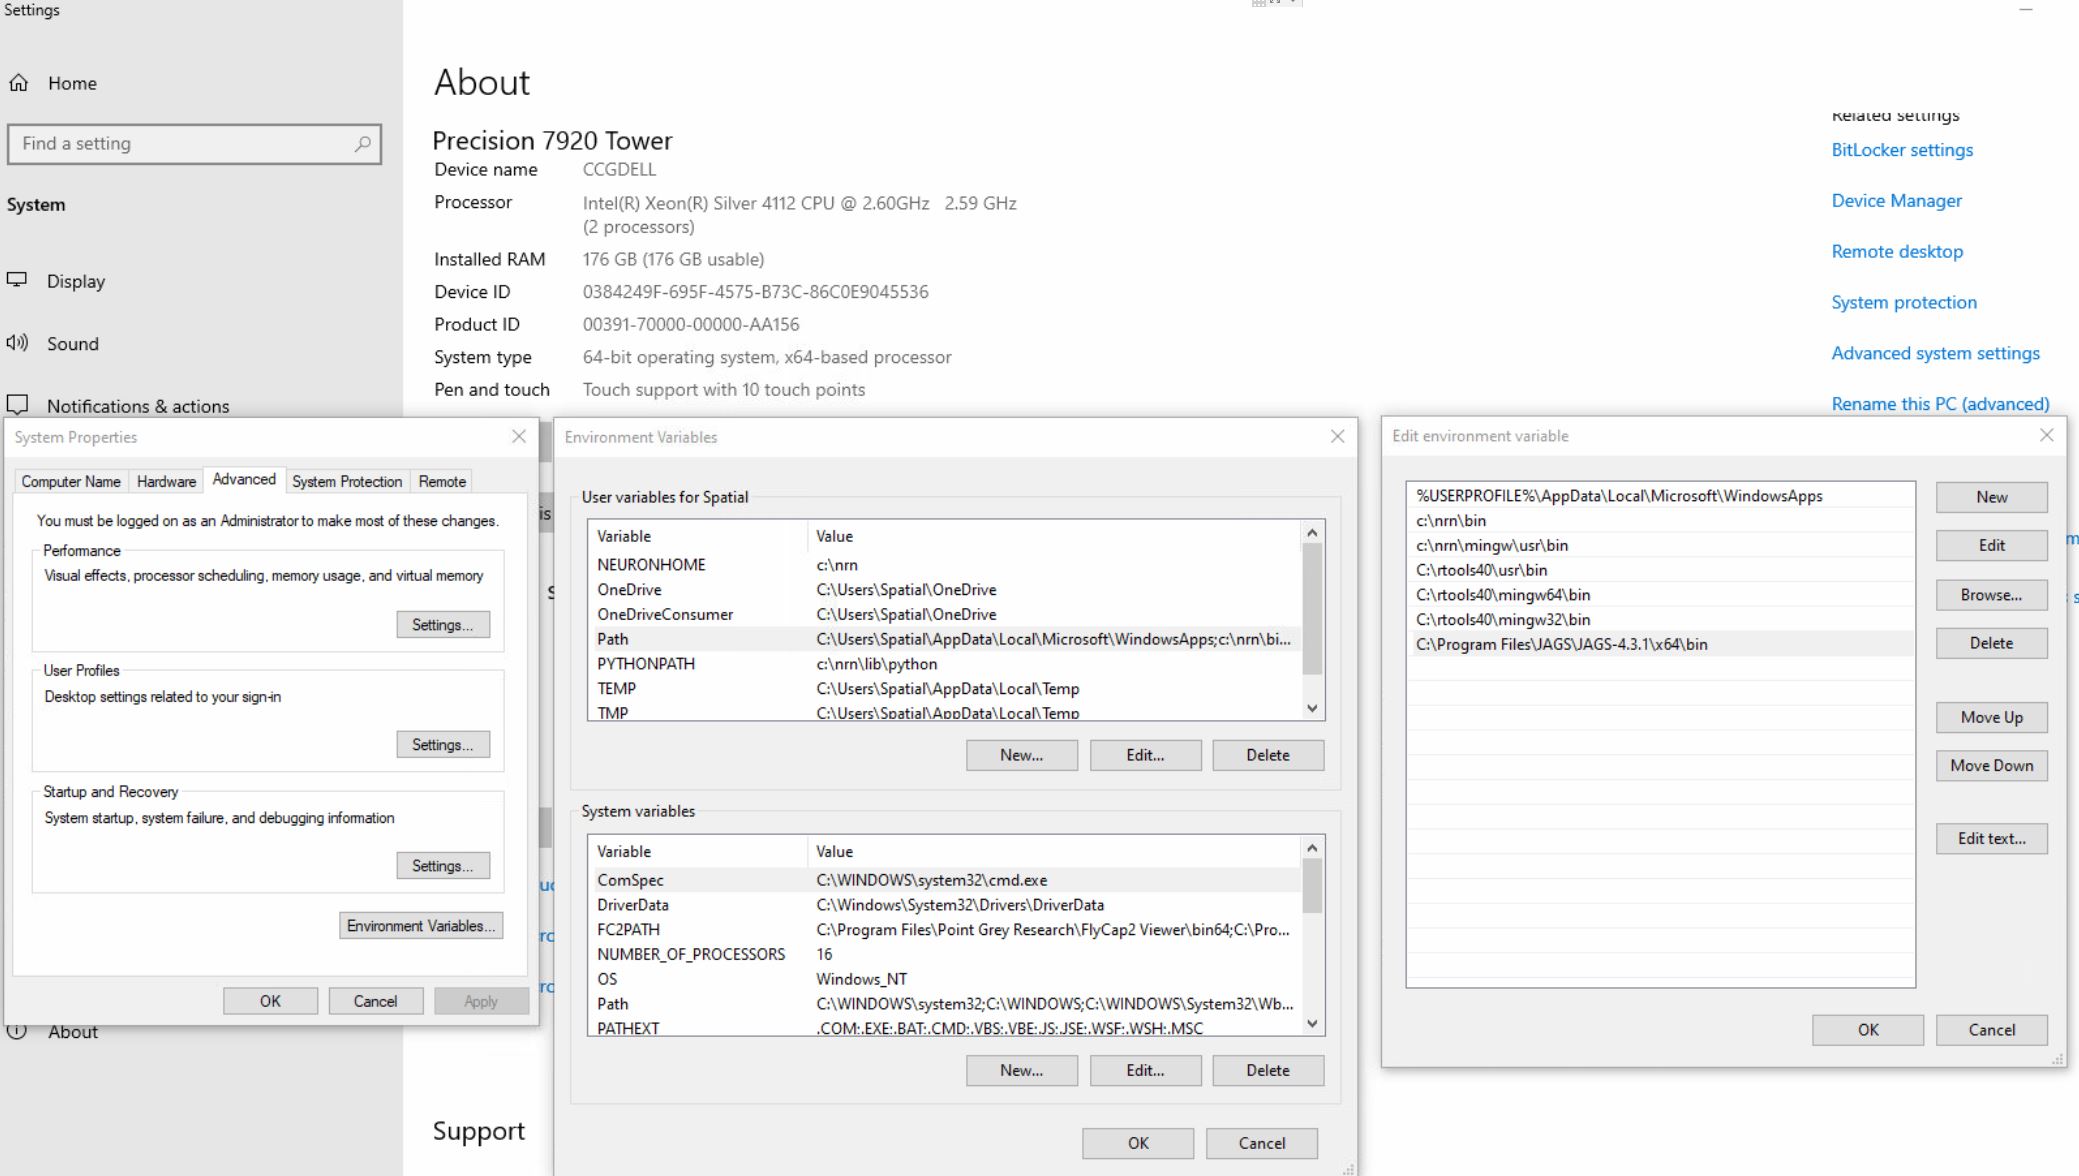 Settings
Home
Find a setting
System
Display
Sound
Notifications & actions
About
About
Precision 7920 Tower
Device name CCGDELL
Processor Intel(R) Xeon(R) Silver 4112 CPU @ 2.60GHz 2.59 GHz
(2 processors)
Installed RAM 176 GB (176 GB usable)
Device ID 0384249F-695F-4575-B73C-86C0E9045536
Product ID 00391-70000-00000-AA156
System type 64-bit operating system, x64-based processor
Pen and touch Touch support with 10 touch points
Support
Related settings
BitLocker settings
Device Manager
Remote desktop
System protection
Advanced system settings
Rename this PC (advanced)
System Properties
Computer Name Hardware Advanced System Protection Remote
You must be logged on as an Administrator to make most of these changes.
Performance
Visual effects, processor scheduling, memory usage, and virtual memory
Settings...
User Profiles
Desktop settings related to your sign-in
Settings...
Startup and Recovery
System startup, system failure, and debugging information
Settings...
Environment Variables...
OK Cancel Apply
Environment Variables
User variables for Spatial
Variable Value
NEURONHOME c:\nrn
OneDrive C:\Users\Spatial\OneDrive
OneDriveConsumer C:\Users\Spatial\OneDrive
Path C:\Users\Spatial\AppData\Local\Microsoft\WindowsApps;c:\nrn\bi...
PYTHONPATH c:\nrn\lib\python
TEMP C:\Users\Spatial\AppData\Local\Temp
TMP C:\Users\Spatial\AppData\Local\Temp
New... Edit... Delete
System variables
Variable Value
ComSpec C:\WINDOWS\system32\cmd.exe
DriverData C:\Windows\System32\Drivers\DriverData
FC2PATH C:\Program Files\Point Grey Research\FlyCap2 Viewer\bin64;C:\Pro...
NUMBER_OF_PROCESSORS 16
OS Windows_NT
Path C:\WINDOWS\system32;C:\WINDOWS;C:\WINDOWS\System32\Wb...
PATHEXT .COM;.EXE;.BAT;.CMD;.VBS;.VBE;.JS;.JSE;.WSF;.WSH;.MSC
New... Edit... Delete
OK Cancel
Edit environment variable
%USERPROFILE%\AppData\Local\Microsoft\WindowsApps
c:\nrn\bin
c:\nrn\mingw\usr\bin
C:\rtools40\usr\bin
C:\rtools40\mingw64\bin
C:\rtools40\mingw32\bin
C:\Program Files\JAGS\JAGS-4.3.1\x64\bin
New
Edit
Browse...
Delete
Move Up
Move Down
Edit text...
OK Cancel